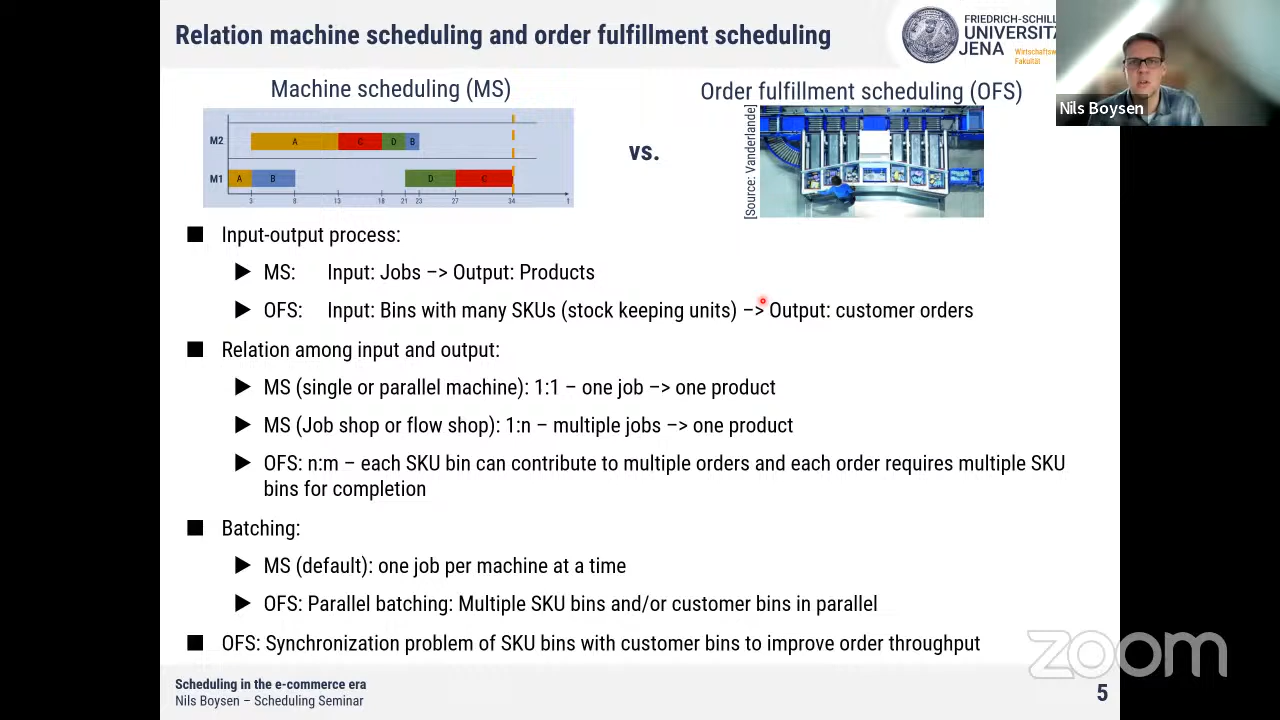 Relation machine scheduling and order fulfillment scheduling
FRIEDRICH-SCHILL
UNIVERSITÄ
JENA
Wirtschaftsw
Fakultät
Nils Boysen
Machine scheduling (MS)
M2 A C D B
M1 A B D C
3 8 13 18 21 23 27 34 t
vs.
Order fulfillment scheduling (OFS)
[Source: Vanderlande]
■ Input-output process:
▶ MS: Input: Jobs –> Output: Products
▶ OFS: Input: Bins with many SKUs (stock keeping units) –> Output: customer orders
■ Relation among input and output:
▶ MS (single or parallel machine): 1:1 – one job –> one product
▶ MS (Job shop or flow shop): 1:n – multiple jobs –> one product
▶ OFS: n:m – each SKU bin can contribute to multiple orders and each order requires multiple SKU
bins for completion
■ Batching:
▶ MS (default): one job per machine at a time
▶ OFS: Parallel batching: Multiple SKU bins and/or customer bins in parallel
■ OFS: Synchronization problem of SKU bins with customer bins to improve order throughput
zoom
Scheduling in the e-commerce era
Nils Boysen – Scheduling Seminar
5